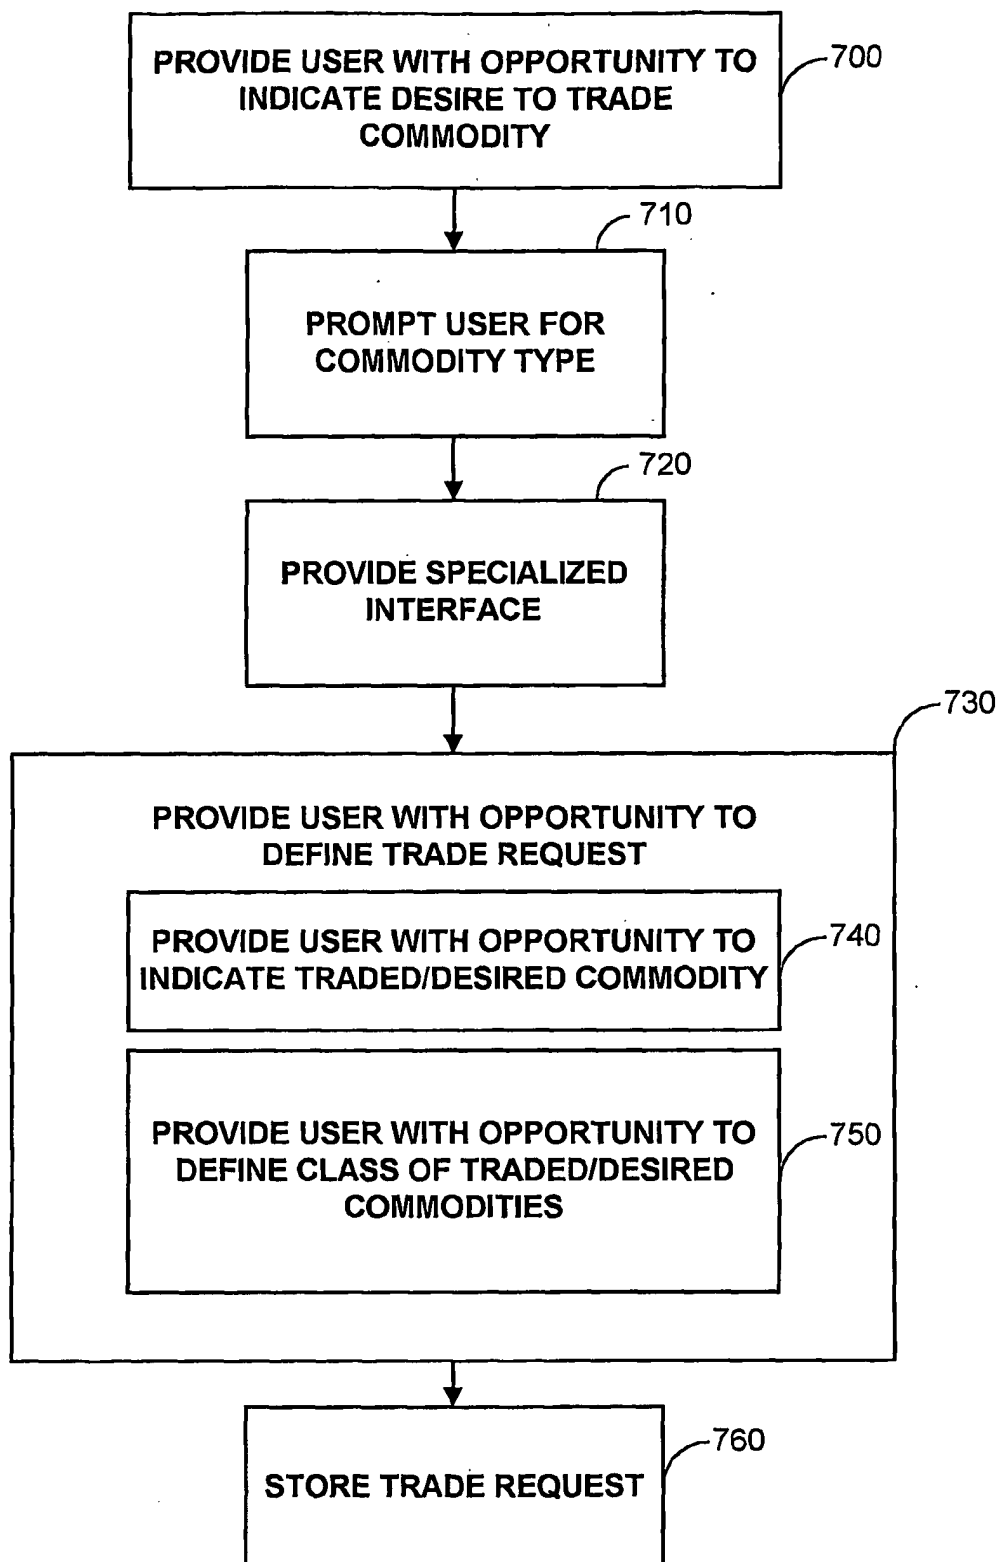 PROVIDE USER WITH OPPORTUNITY TO
INDICATE DESIRE TO TRADE
COMMODITY
700
710
PROMPT USER FOR
COMMODITY TYPE
720
PROVIDE SPECIALIZED
INTERFACE
730
PROVIDE USER WITH OPPORTUNITY TO
DEFINE TRADE REQUEST
PROVIDE USER WITH OPPORTUNITY TO
INDICATE TRADED/DESIRED COMMODITY
740
PROVIDE USER WITH OPPORTUNITY TO
DEFINE CLASS OF TRADED/DESIRED
COMMODITIES
750
STORE TRADE REQUEST
760